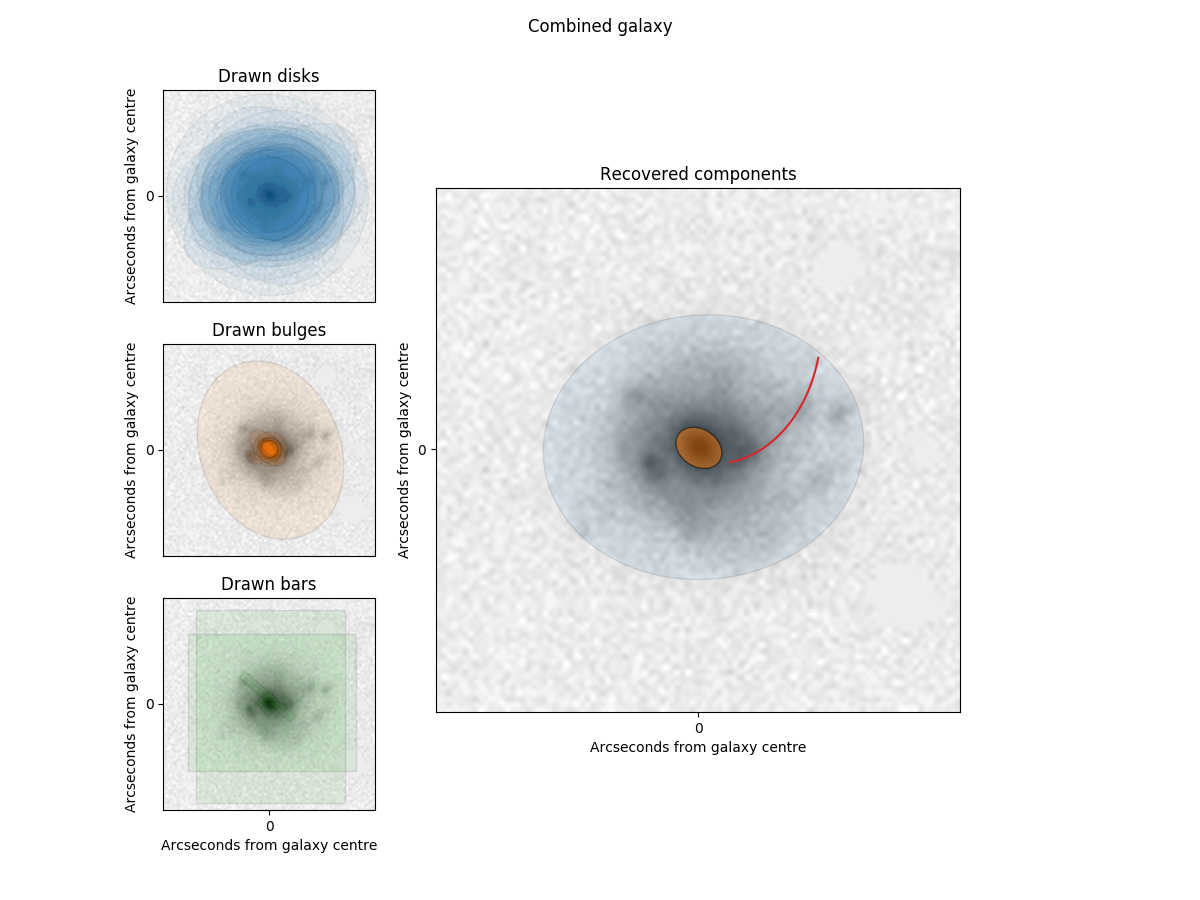 Combined galaxy
Drawn disks
Arcseconds from galaxy centre
0
Drawn bulges
Arcseconds from galaxy centre
0
Drawn bars
Arcseconds from galaxy centre
0
0
Arcseconds from galaxy centre
Recovered components
Arcseconds from galaxy centre
0
0
Arcseconds from galaxy centre